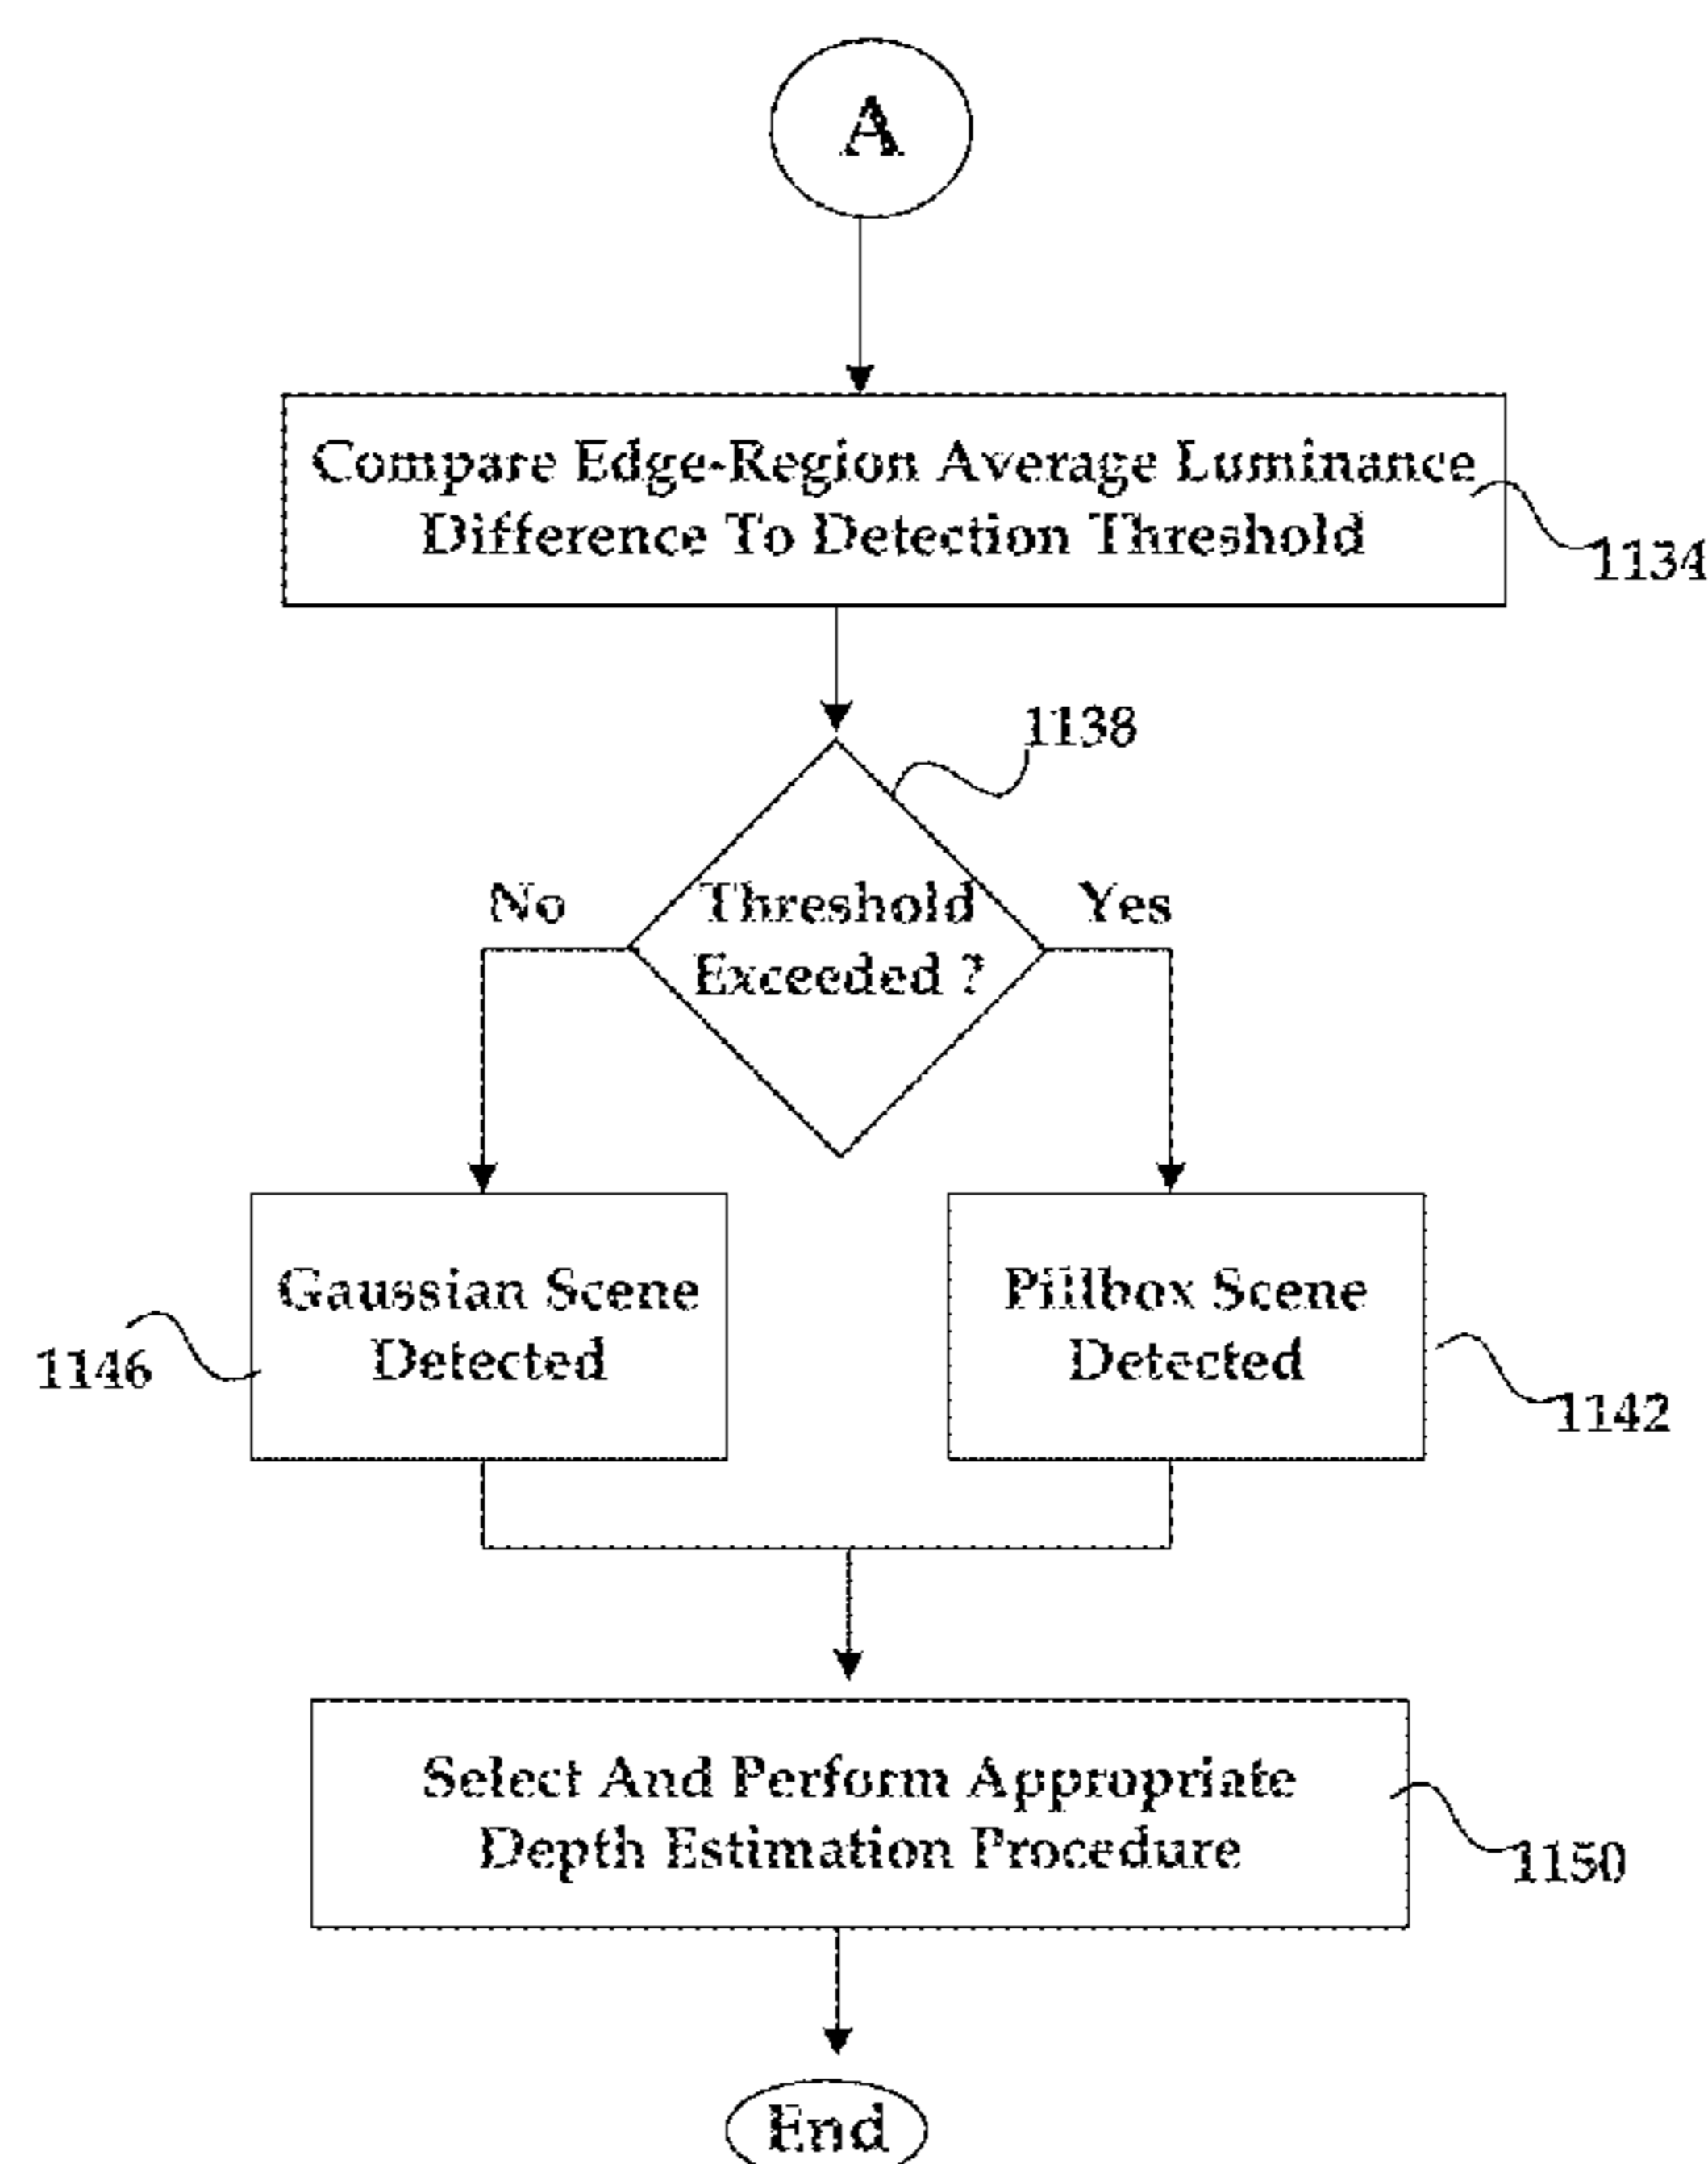 A
Compare Edge-Region Average Luminance
Difference To Detection Threshold
1134
1138
No
Threshold
Exceeded ?
Yes
Gaussian Scene
Detected
1146
Pillbox Scene
Detected
1142
Select And Perform Appropriate
Depth Estimation Procedure
1150
End